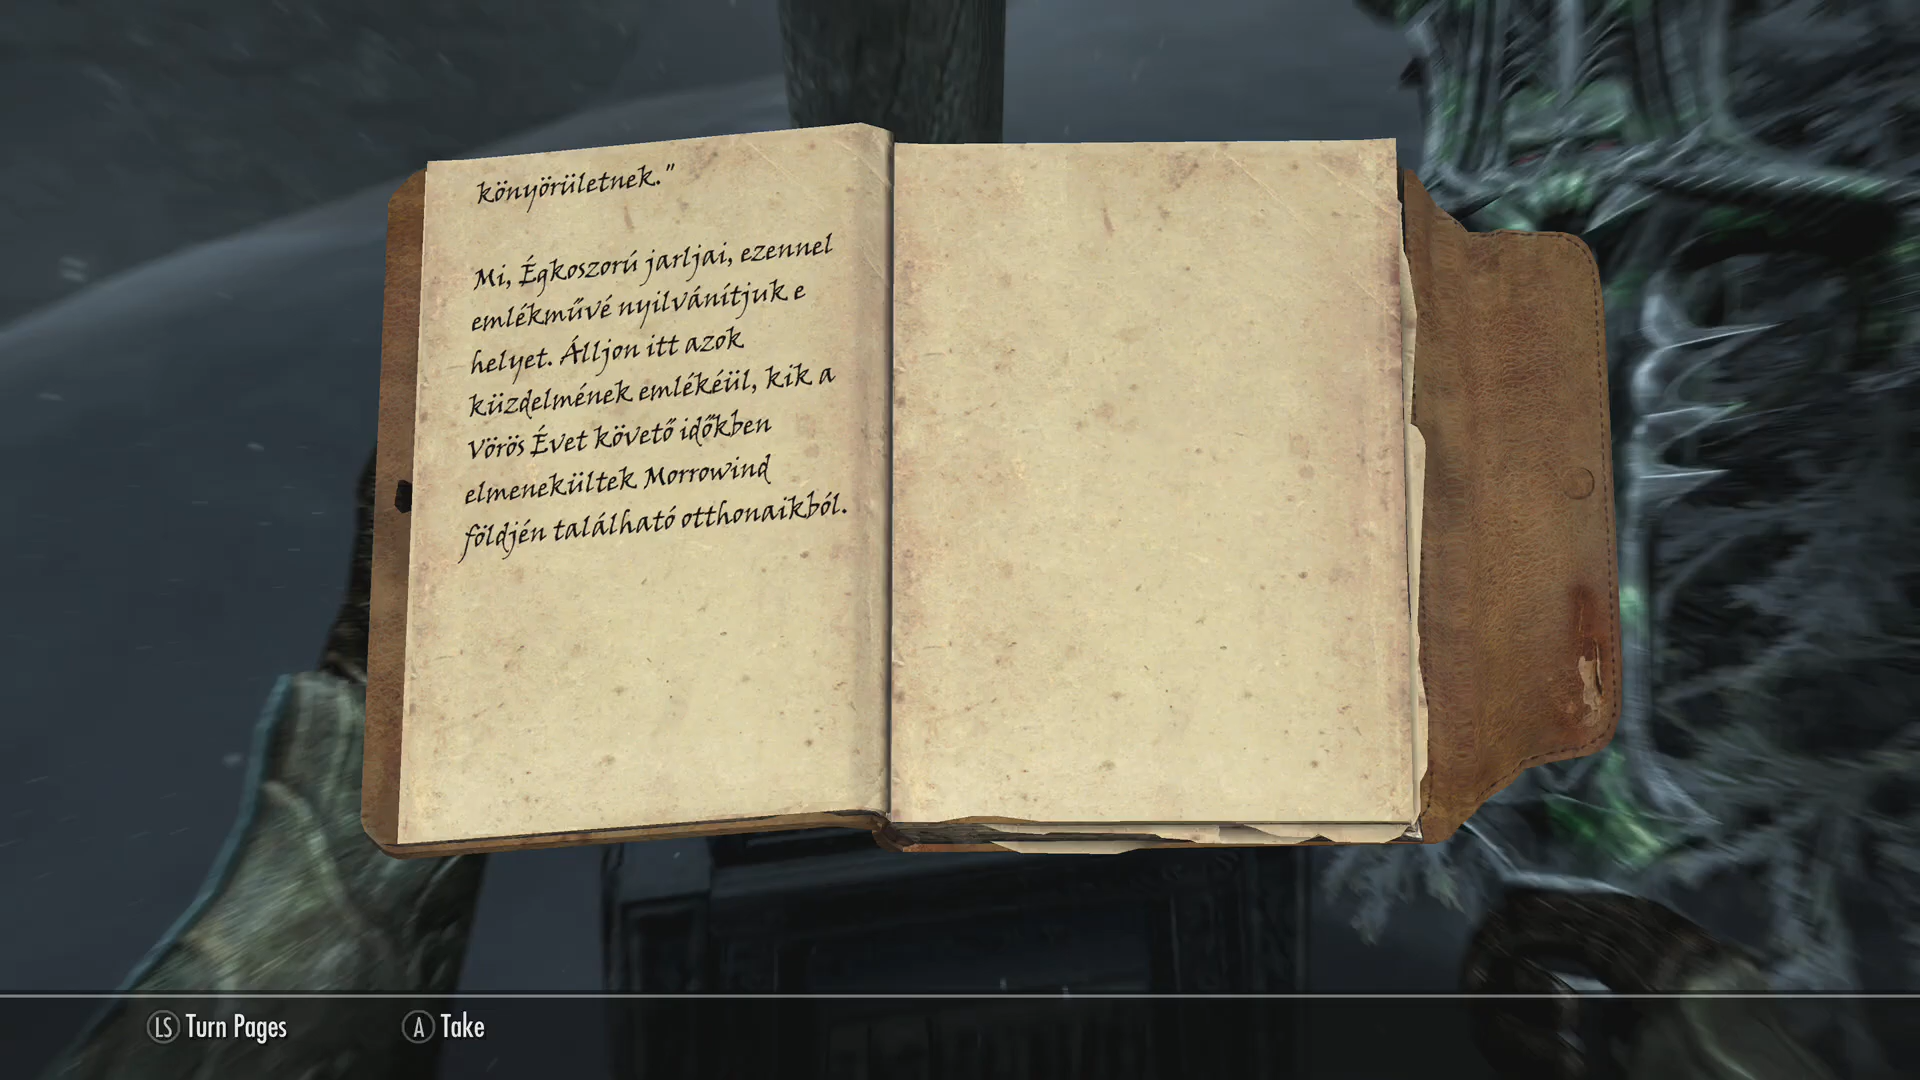 könyörületnek."
Mi, Égkoszorú jarljai, ezennel
emlékművé nyilvánítjuk e
helyet. Álljon itt azok
küzdelmének emlékéül, kik a
Vörös Évet követő időkben
elmenekültek Morrowind
földjén található otthonaikból.
LS Turn Pages
A Take